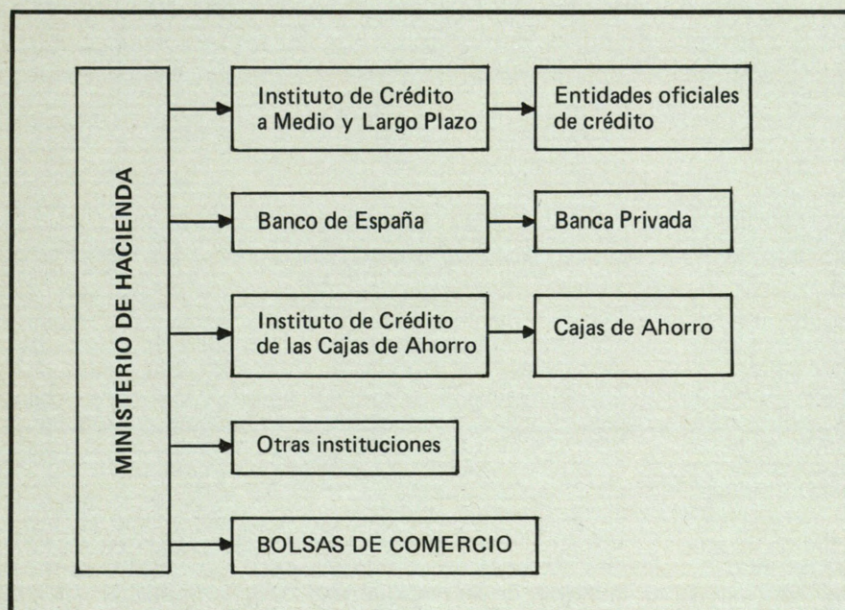 MINISTERIO DE HACIENDA
Instituto de Crédito
a Medio y Largo Plazo
Entidades oficiales
de crédito
Banco de España
Banca Privada
Instituto de Crédito
de las Cajas de Ahorro
Cajas de Ahorro
Otras instituciones
BOLSAS DE COMERCIO